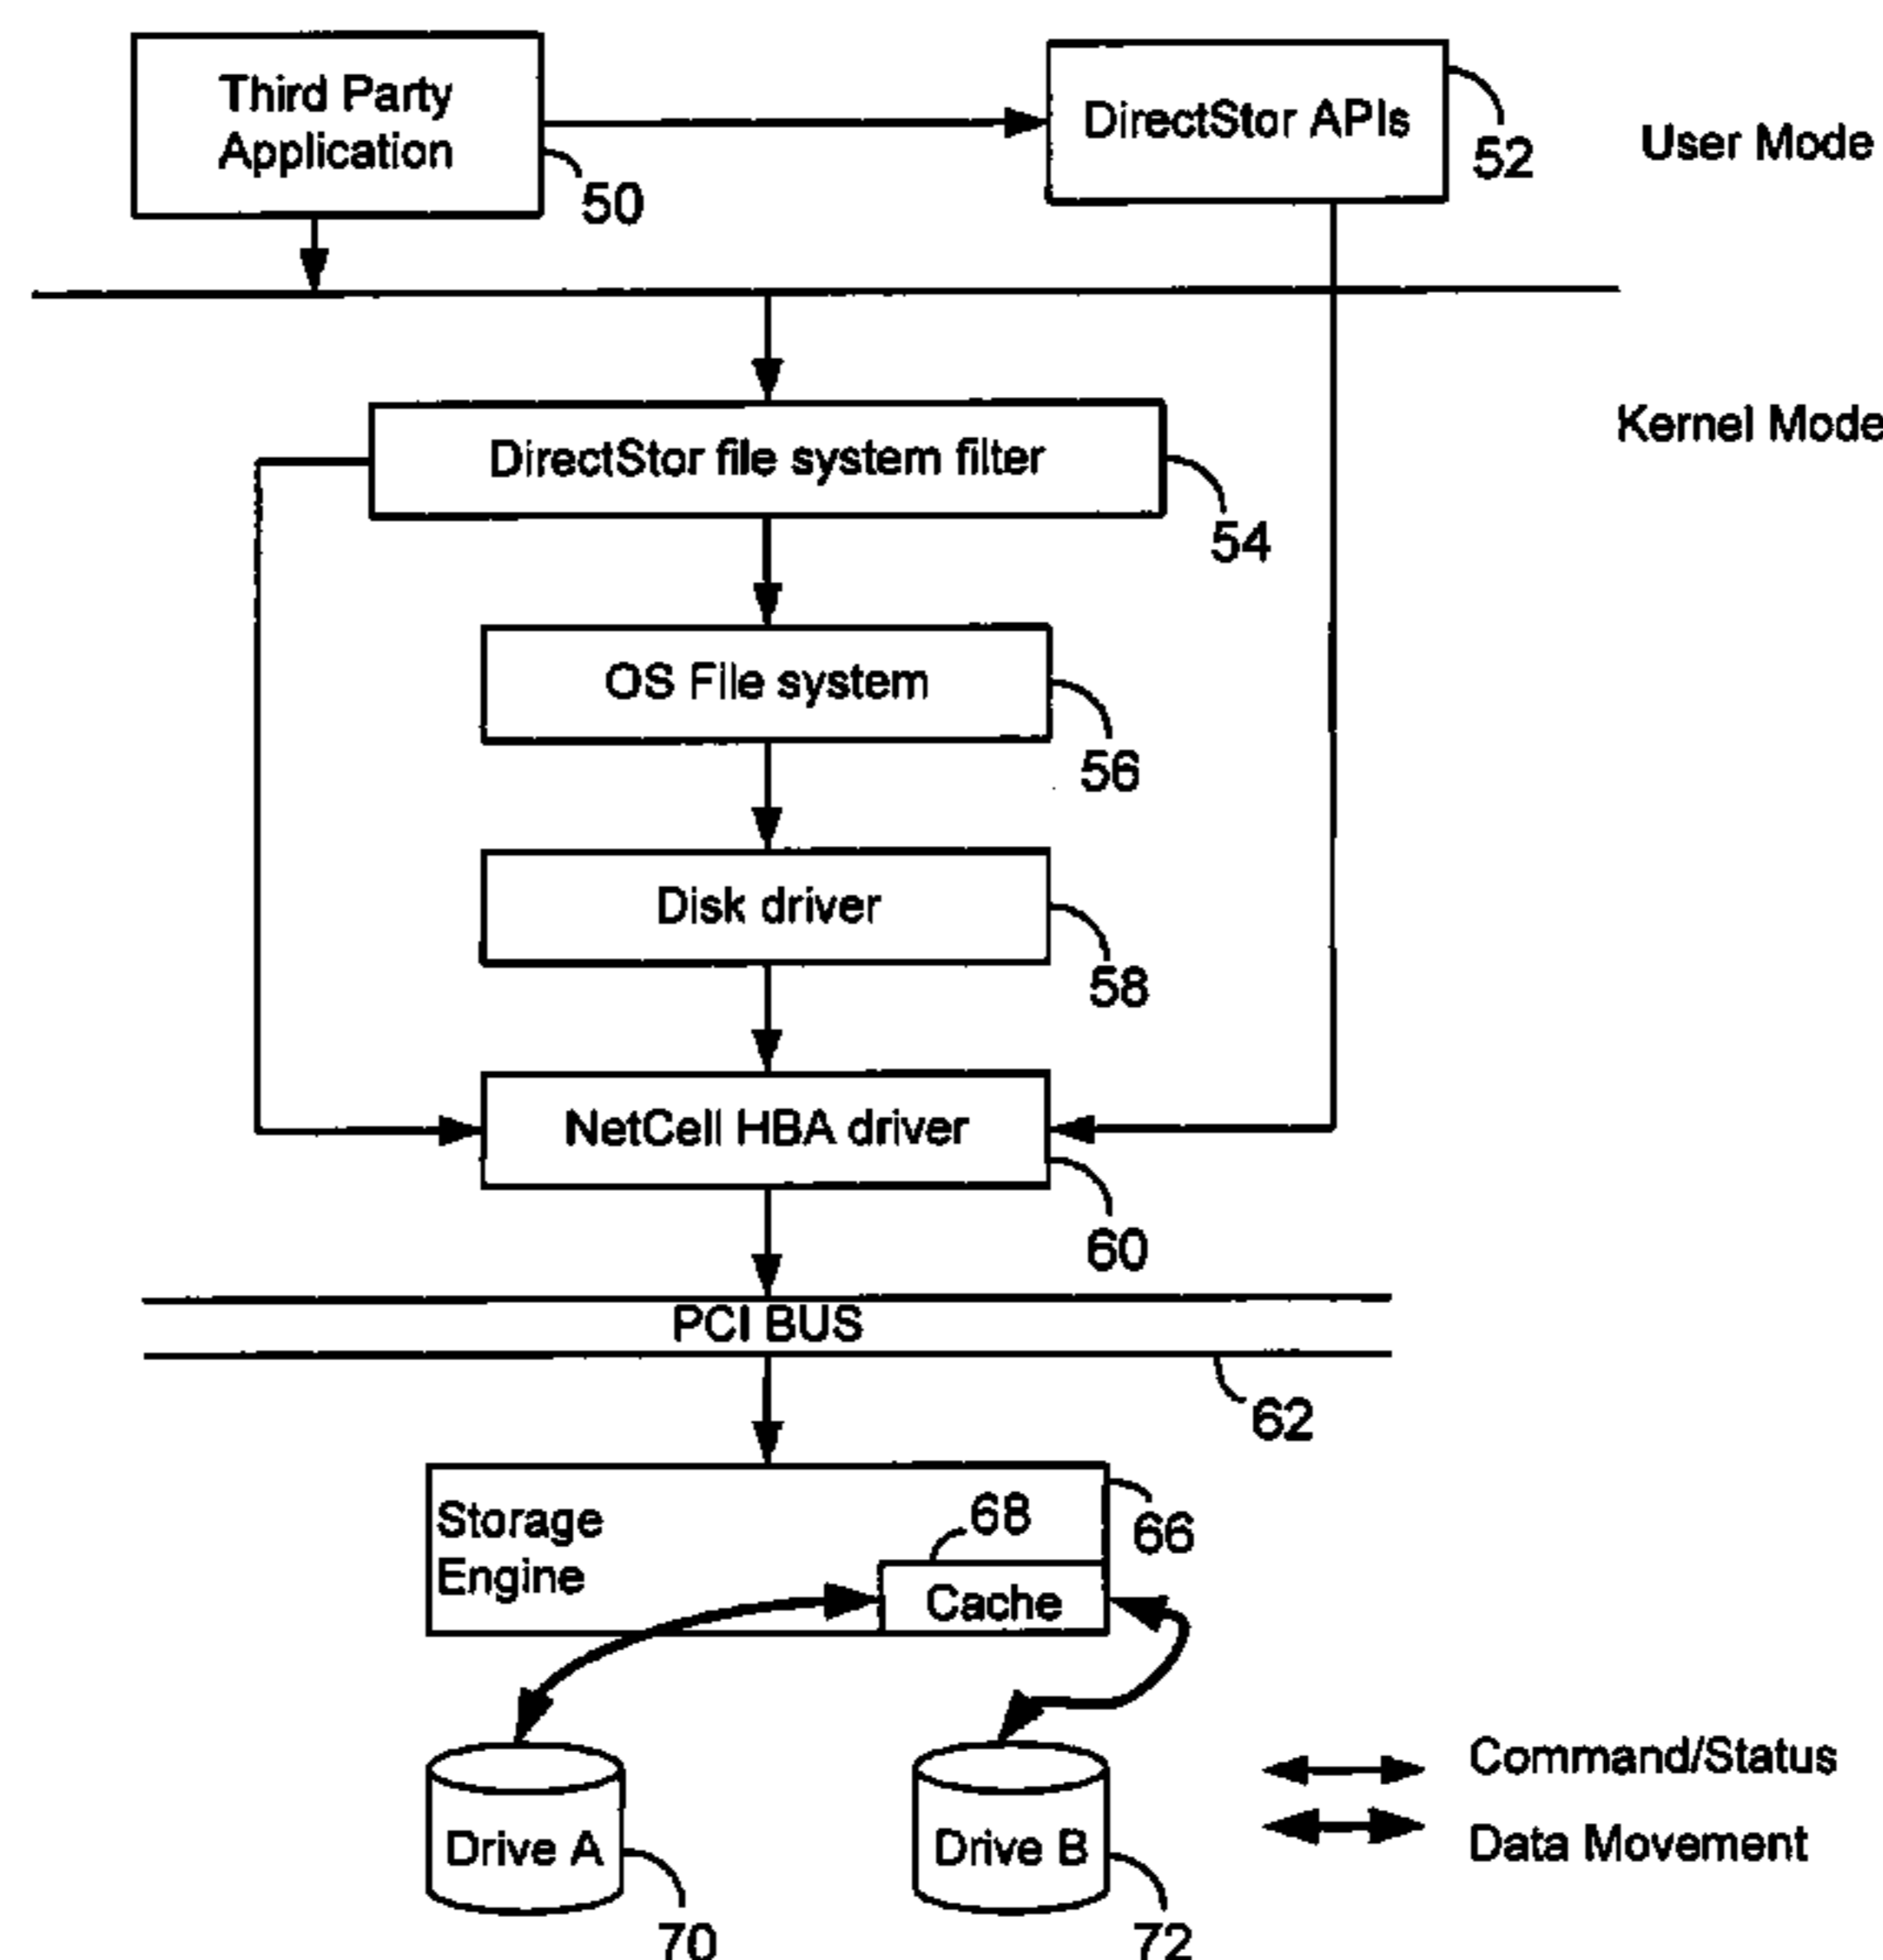 Third Party
Application
50
DirectStor APIs
52
User Mode
Kernel Mode
DirectStor file system filter
54
OS File system
56
Disk driver
58
NetCell HBA driver
60
PCI BUS
62
Storage
Engine
66
68
Cache
Drive A
70
Drive B
72
Command/Status
Data Movement